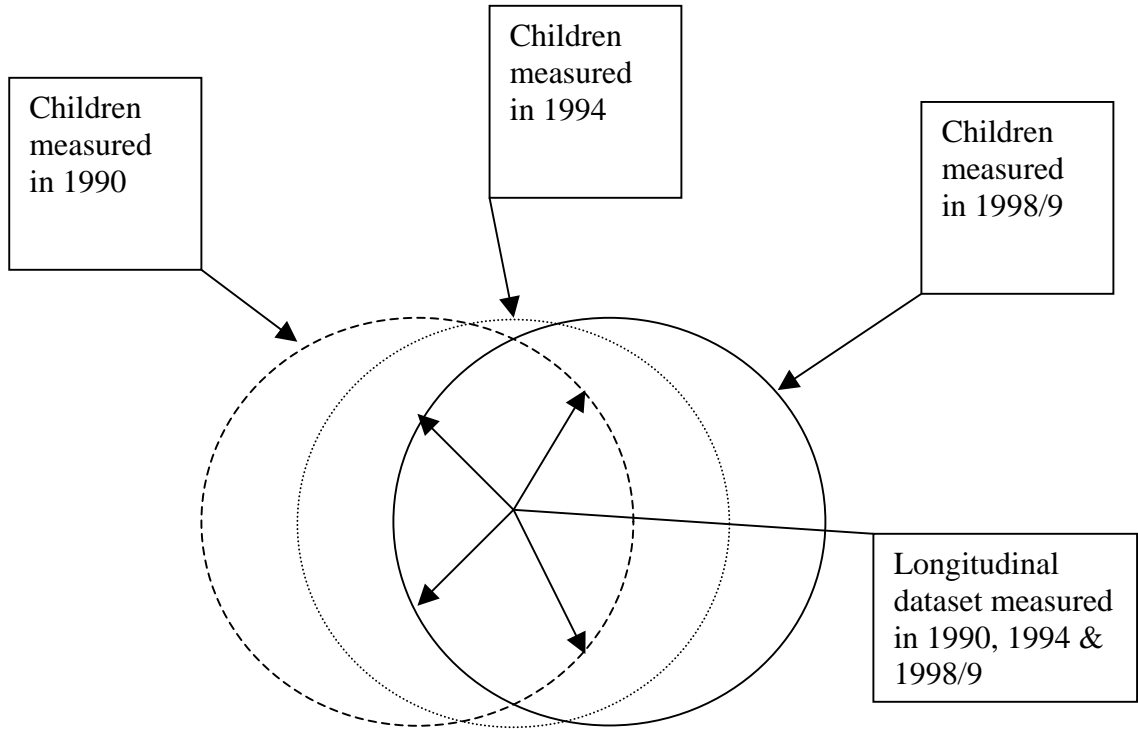 Children
measured
in 1990
Children
measured
in 1994
Children
measured
in 1998/9
Longitudinal
dataset measured
in 1990, 1994 &
1998/9